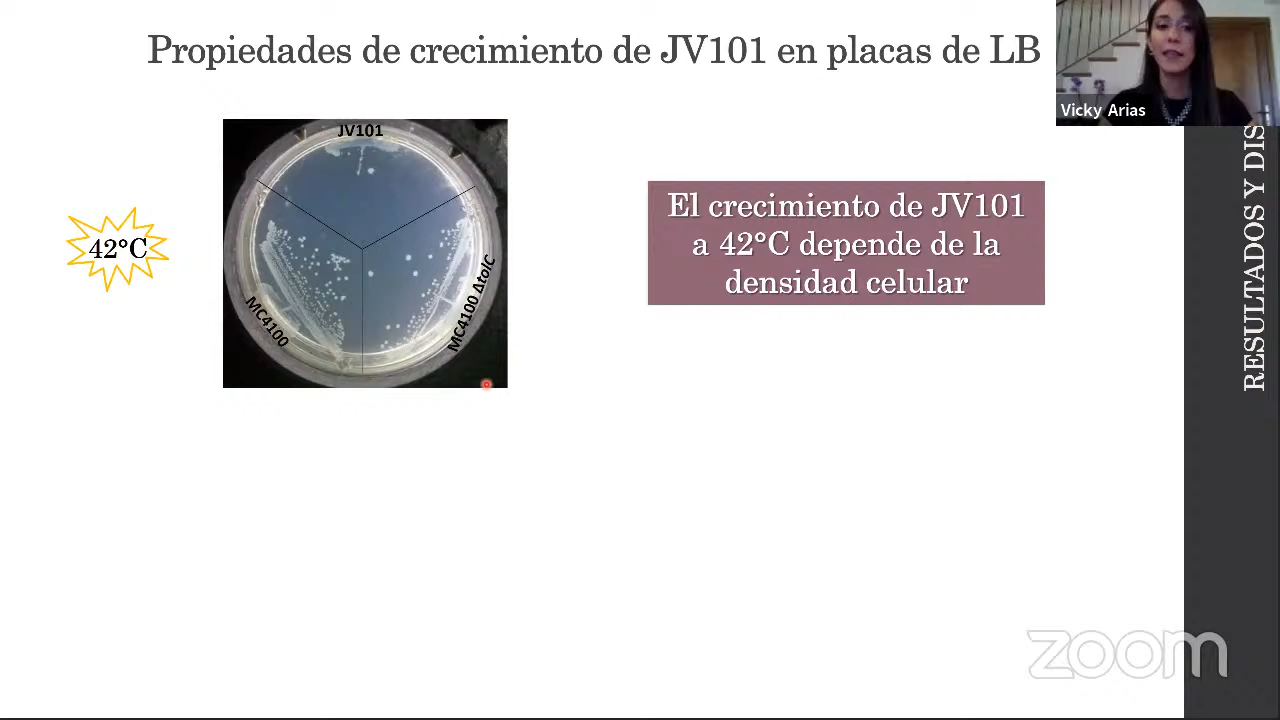 Propiedades de crecimiento de JV101 en placas de LB
Vicky Arias
JV101
42°C
MC4100
MC4100 ΔtolC
El crecimiento de JV101
a 42°C depende de la
densidad celular
RESULTADOS Y DIS
zoom